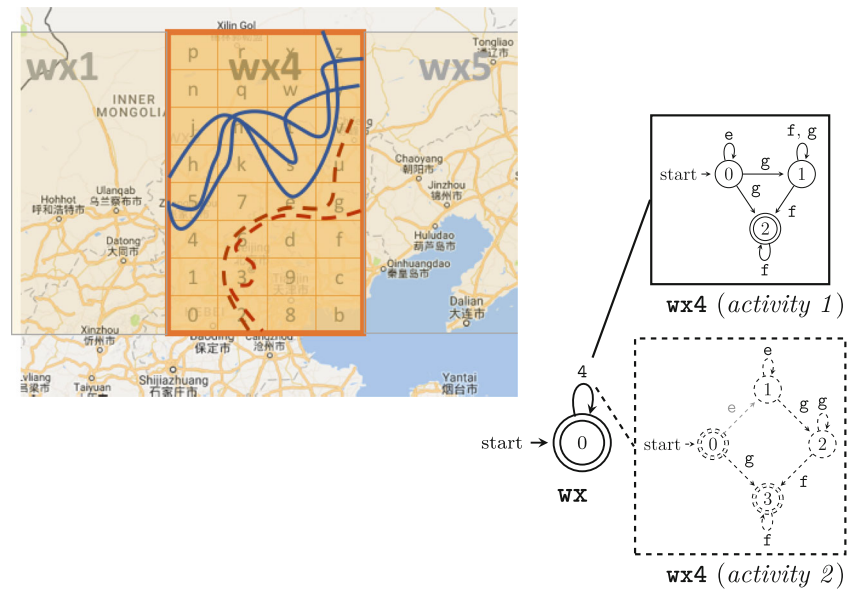 Xilin Gol
wx1
wx4
wx5
Tongliao
通辽市
INNER
MONGOLIA
p r x z
n q w
j m t v
h k s u
5 7 e g
4 6 d f
1 3 9 c
0 2 8 b
Hohhot
呼和浩特市
Ulanqab
乌兰察布市
Datong
大同市
Chaoyang
朝阳市
Jinzhou
锦州市
Huludao
葫芦岛市
Qinhuangdao
秦皇岛市
Dalian
大连市
Xinzhou
忻州市
Baoding
保定市
Cangzhou
沧州市
Shijiazhuang
石家庄市
Taiyuan
Yantai
烟台市
e
f, g
start
0
g
1
g
f
2
f
wx4 (activity 1)
4
start
0
wx
e
1
e
g
g
start
0
2
g
f
3
f
wx4 (activity 2)